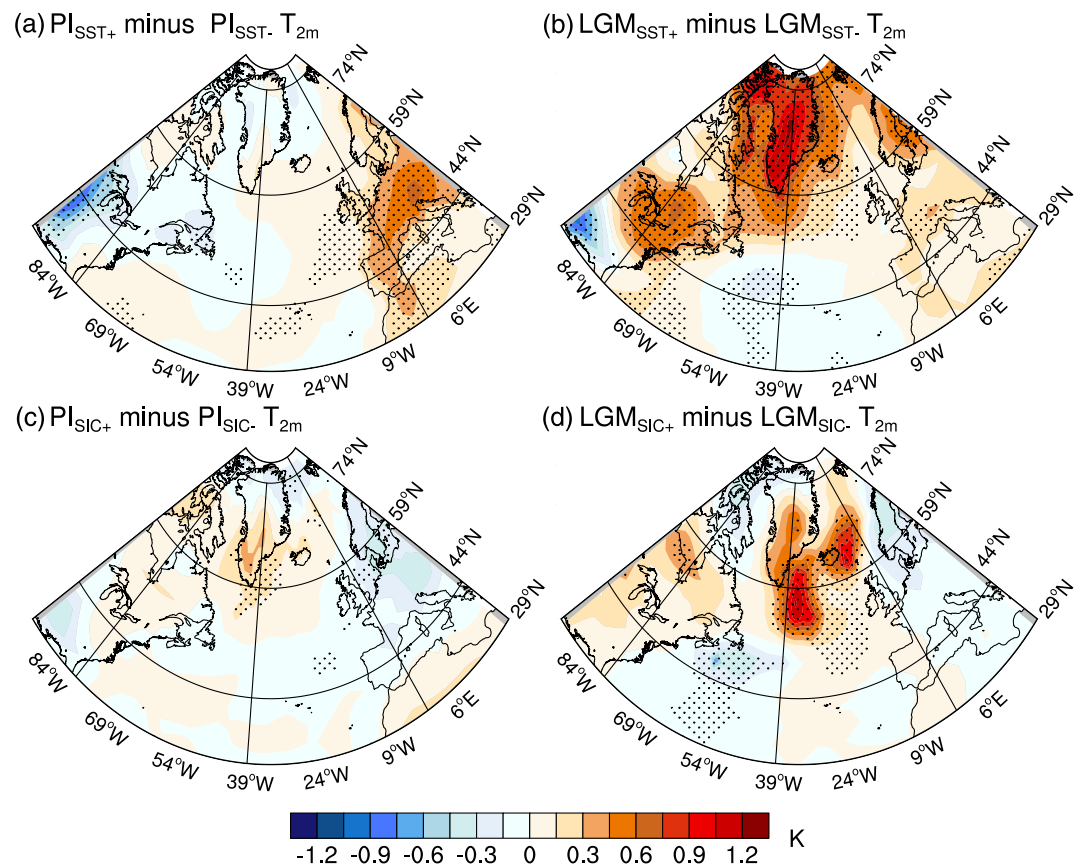 (a) PI_SST+ minus PI_SST- T_2m
74°N
59°N
44°N
29°N
84°W
69°W
54°W
39°W
24°W
9°W
6°E
(b) LGM_SST+ minus LGM_SST- T_2m
74°N
59°N
44°N
29°N
84°W
69°W
54°W
39°W
24°W
9°W
6°E
(c) PI_SIC+ minus PI_SIC- T_2m
74°N
59°N
44°N
29°N
84°W
69°W
54°W
39°W
24°W
9°W
6°E
(d) LGM_SIC+ minus LGM_SIC- T_2m
74°N
59°N
44°N
29°N
84°W
69°W
54°W
39°W
24°W
9°W
6°E
-1.2 -0.9 -0.6 -0.3 0 0.3 0.6 0.9 1.2 K